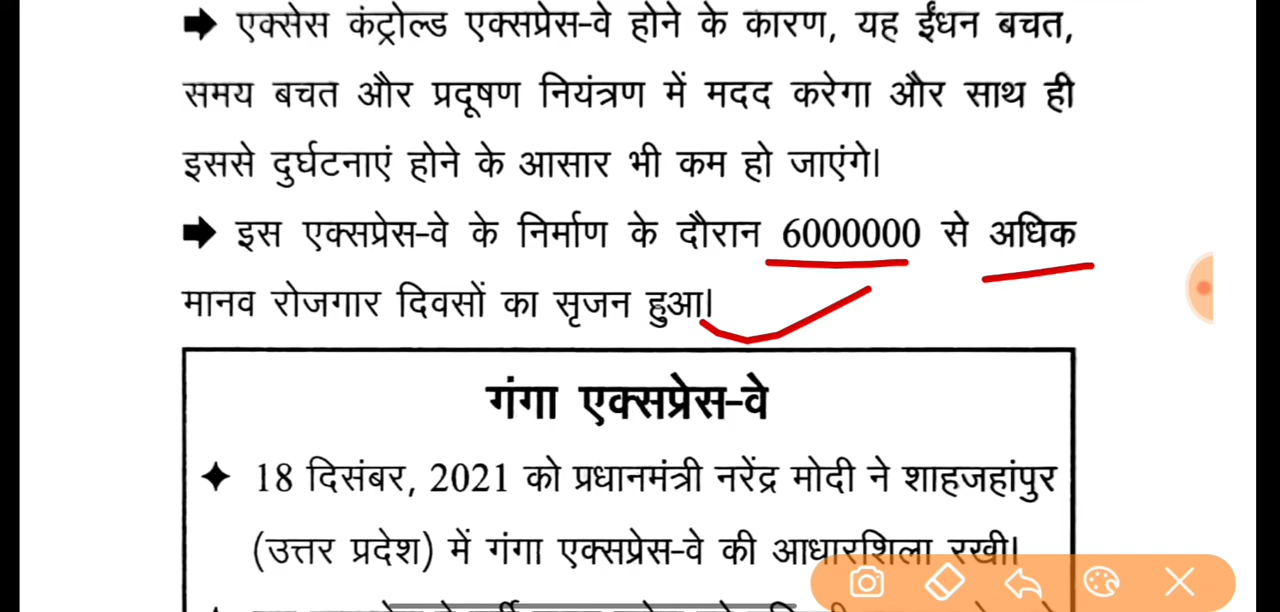 ➡ एक्सेस कंट्रोल्ड एक्सप्रेस-वे होने के कारण, यह ईंधन बचत,
समय बचत और प्रदूषण नियंत्रण में मदद करेगा और साथ ही
इससे दुर्घटनाएं होने के आसार भी कम हो जाएंगे।
➡ इस एक्सप्रेस-वे के निर्माण के दौरान 6000000 से अधिक
मानव रोजगार दिवसों का सृजन हुआ।
गंगा एक्सप्रेस-वे
✦ 18 दिसंबर, 2021 को प्रधानमंत्री नरेंद्र मोदी ने शाहजहांपुर
(उत्तर प्रदेश) में गंगा एक्सप्रेस-वे की आधारशिला रखी।